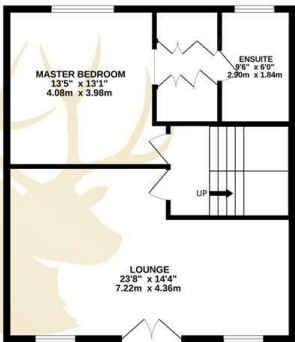 MASTER BEDROOM
13'5" x 13'1"
4.08m x 3.98m
ENSUITE
9'6" x 6'0"
2.90m x 1.84m
UP
LOUNGE
23'8" x 14'4"
7.22m x 4.36m